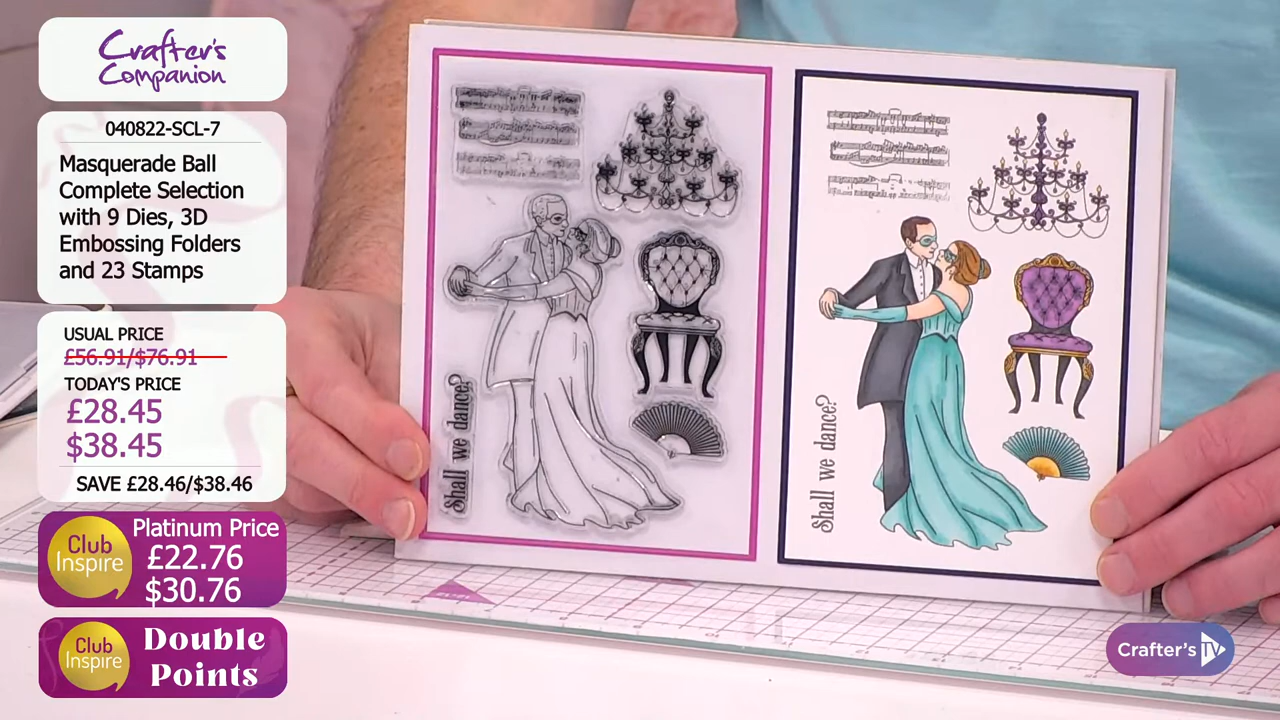 Crafter's
Companion
040822-SCL-7
Masquerade Ball
Complete Selection
with 9 Dies, 3D
Embossing Folders
and 23 Stamps
USUAL PRICE
£56.91/$76.91
TODAY'S PRICE
£28.45
$38.45
SAVE £28.46/$38.46
Club
Inspire
Platinum Price
£22.76
$30.76
Club
Inspire
Double
Points
Shall we dance?
Shall we dance?
Crafter's TV